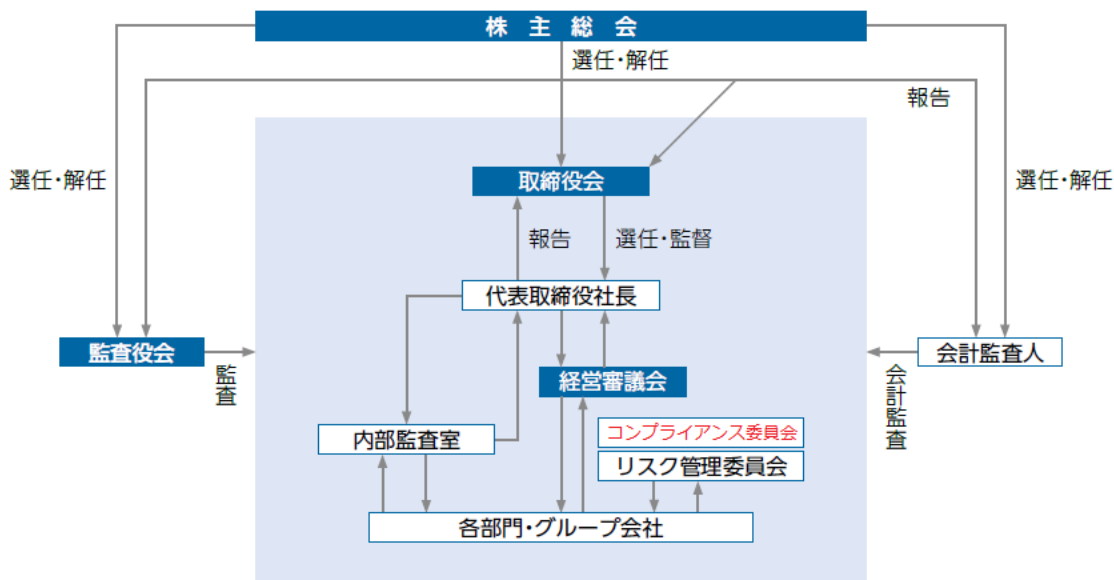 株主総会
選任・解任
報告
選任・解任
選任・解任
取締役会
報告
選任・監督
代表取締役社長
監査役会
会計監査人
監査
会計監査
経営審議会
コンプライアンス委員会
内部監査室
リスク管理委員会
各部門・グループ会社